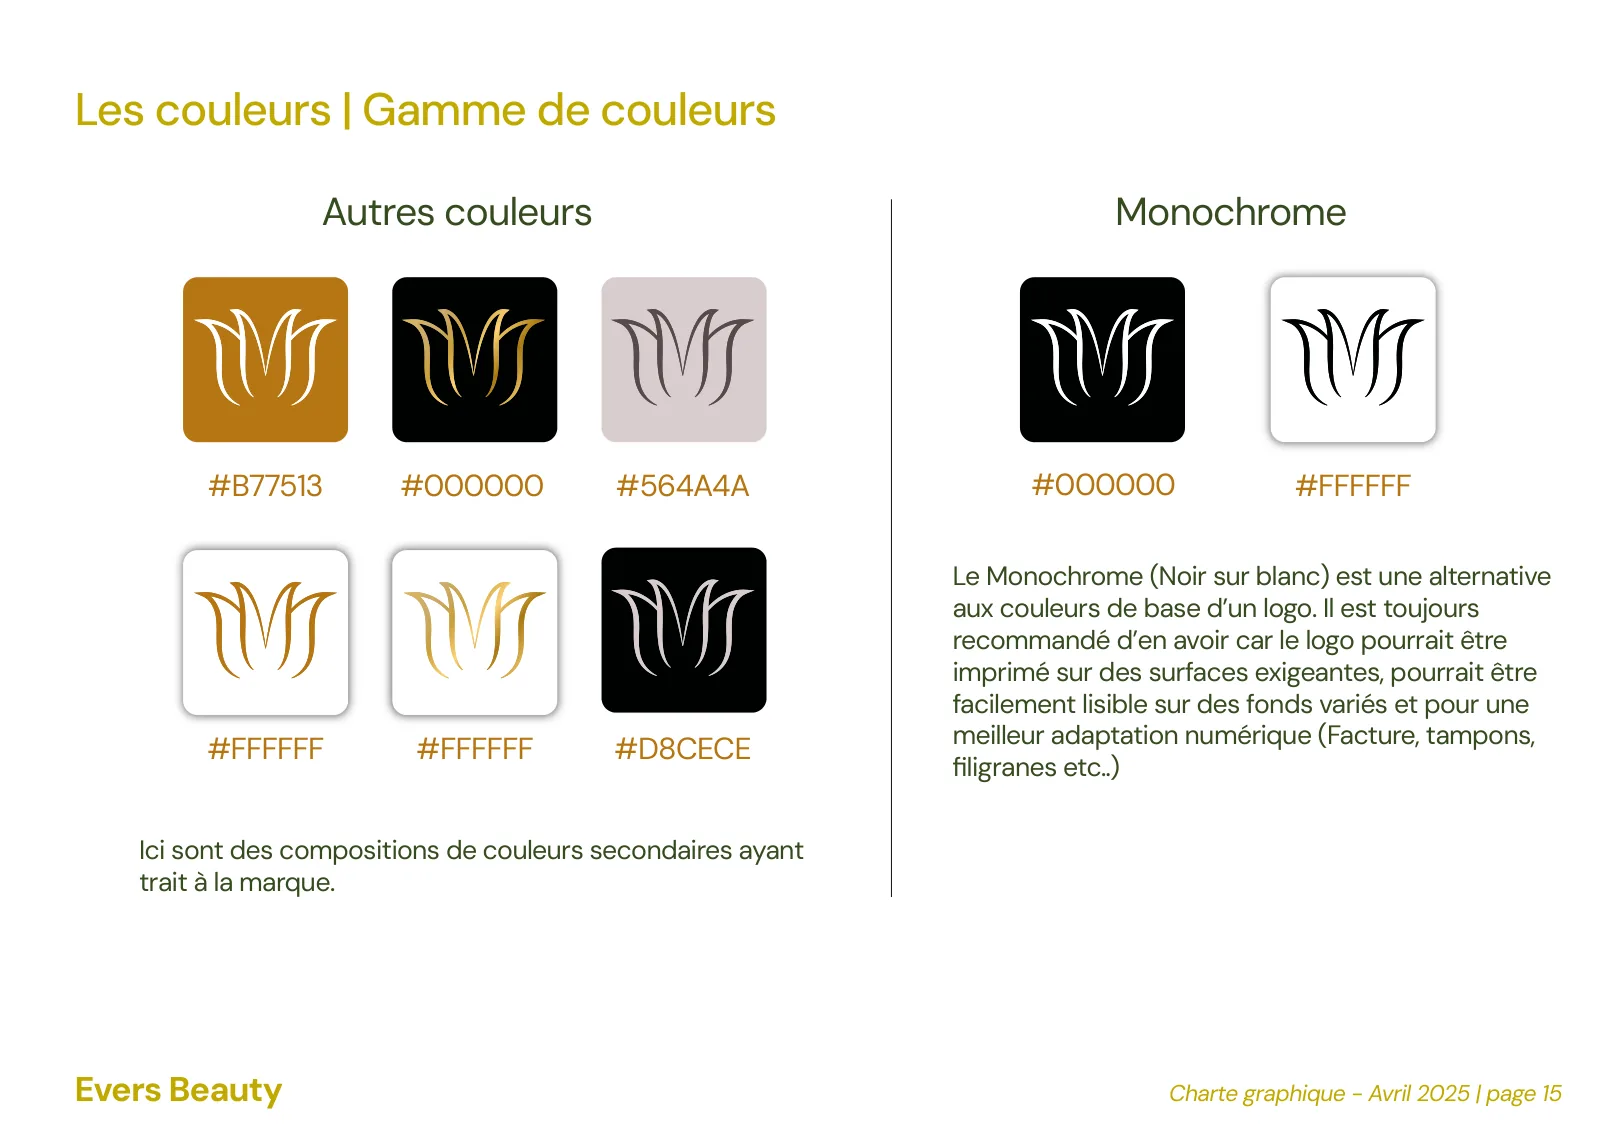 Les couleurs | Gamme de couleurs
Autres couleurs
#B77513
#000000
#564A4A
#FFFFFF
#FFFFFF
#D8CECE
Ici sont des compositions de couleurs secondaires ayant
trait à la marque.
Monochrome
#000000
#FFFFFF
Le Monochrome (Noir sur blanc) est une alternative
aux couleurs de base d’un logo. Il est toujours
recommandé d’en avoir car le logo pourrait être
imprimé sur des surfaces exigeantes, pourrait être
facilement lisible sur des fonds variés et pour une
meilleur adaptation numérique (Facture, tampons,
filigranes etc..)
Evers Beauty
Charte graphique - Avril 2025 | page 15